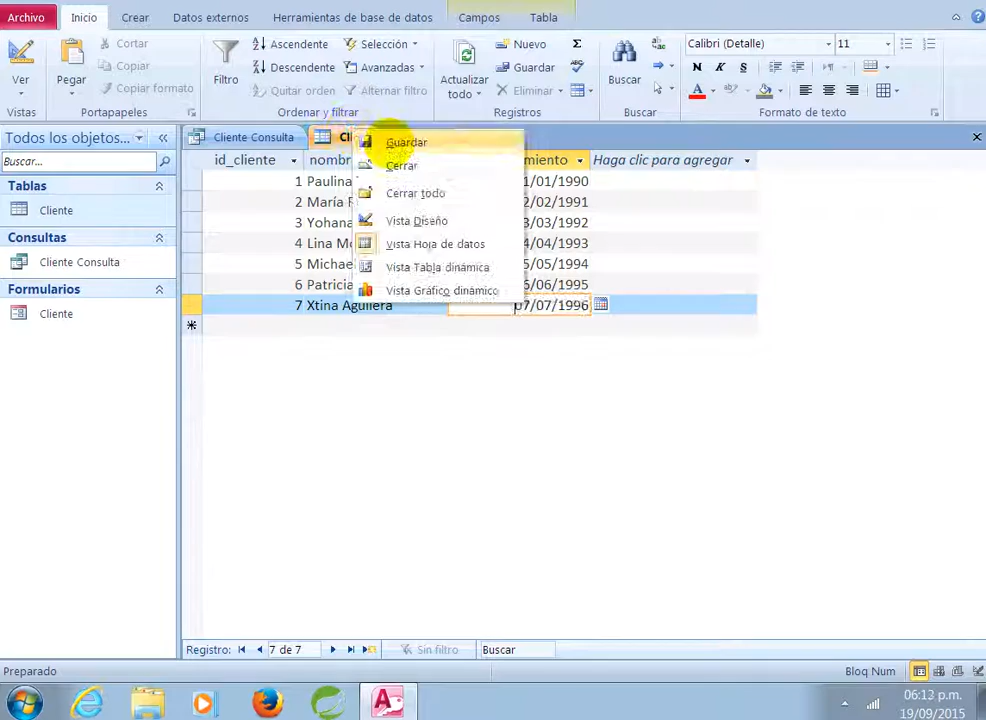 Archivo Inicio Crear Datos externos Herramientas de base de datos Campos Tabla
Ver
Vistas
Pegar
Cortar
Copiar
Copiar formato
Portapapeles
Filtro
Ascendente
Descendente
Quitar orden
Selección
Avanzadas
Alternar filtro
Ordenar y filtrar
Actualizar
todo
Nuevo
Guardar
Eliminar
Registros
Buscar
Buscar
Calibri (Detalle) 11
N K S
Formato de texto
Todos los objetos...
Buscar...
Tablas
Cliente
Consultas
Cliente Consulta
Formularios
Cliente
Cliente Consulta Cli
id_cliente nombr miento Haga clic para agregar
1 Paulina 1/01/1990
2 María 2/02/1991
3 Yohana 3/03/1992
4 Lina 4/04/1993
5 Michae 5/05/1994
6 Patricia 6/06/1995
7 Xtina Aguilera 07/07/1996
Guardar
Cerrar
Cerrar todo
Vista Diseño
Vista Hoja de datos
Vista Tabla dinámica
Vista Gráfico dinámico
Registro: 7 de 7 Sin filtro Buscar
Preparado Bloq Num
06:13 p.m.
19/09/2015